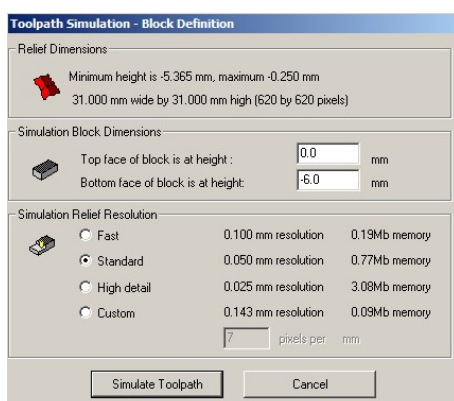 Toolpath Simulation - Block Definition
Relief Dimensions
Minimum height is -5.365 mm, maximum -0.250 mm
31.000 mm wide by 31.000 mm high (620 by 620 pixels)
Simulation Block Dimensions
Top face of block is at height : 0.0 mm
Bottom face of block is at height: -6.0 mm
Simulation Relief Resolution
Fast 0.100 mm resolution 0.19Mb memory
Standard 0.050 mm resolution 0.77Mb memory
High detail 0.025 mm resolution 3.08Mb memory
Custom 0.143 mm resolution 0.09Mb memory
7 pixels per mm
Simulate Toolpath Cancel